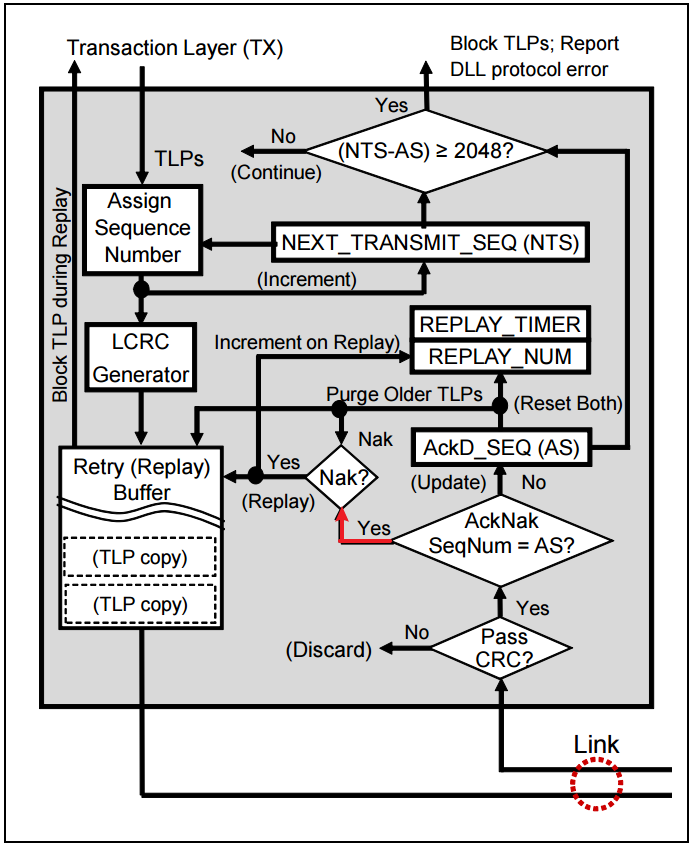 Transaction Layer (TX)
Block TLPs; Report
DLL protocol error
Yes
No
(NTS-AS) ≥ 2048?
(Continue)
TLPs
Block TLP during Replay
Assign
Sequence
Number
NEXT_TRANSMIT_SEQ (NTS)
(Increment)
LCRC
Generator
REPLAY_TIMER
REPLAY_NUM
Increment on Replay)
Purge Older TLPs
(Reset Both)
Nak
AckD_SEQ (AS)
Retry (Replay)
Buffer
Yes
Nak?
(Replay)
(Update)
No
Yes
AckNak
SeqNum = AS?
(TLP copy)
(TLP copy)
Yes
No
Pass
CRC?
(Discard)
Link